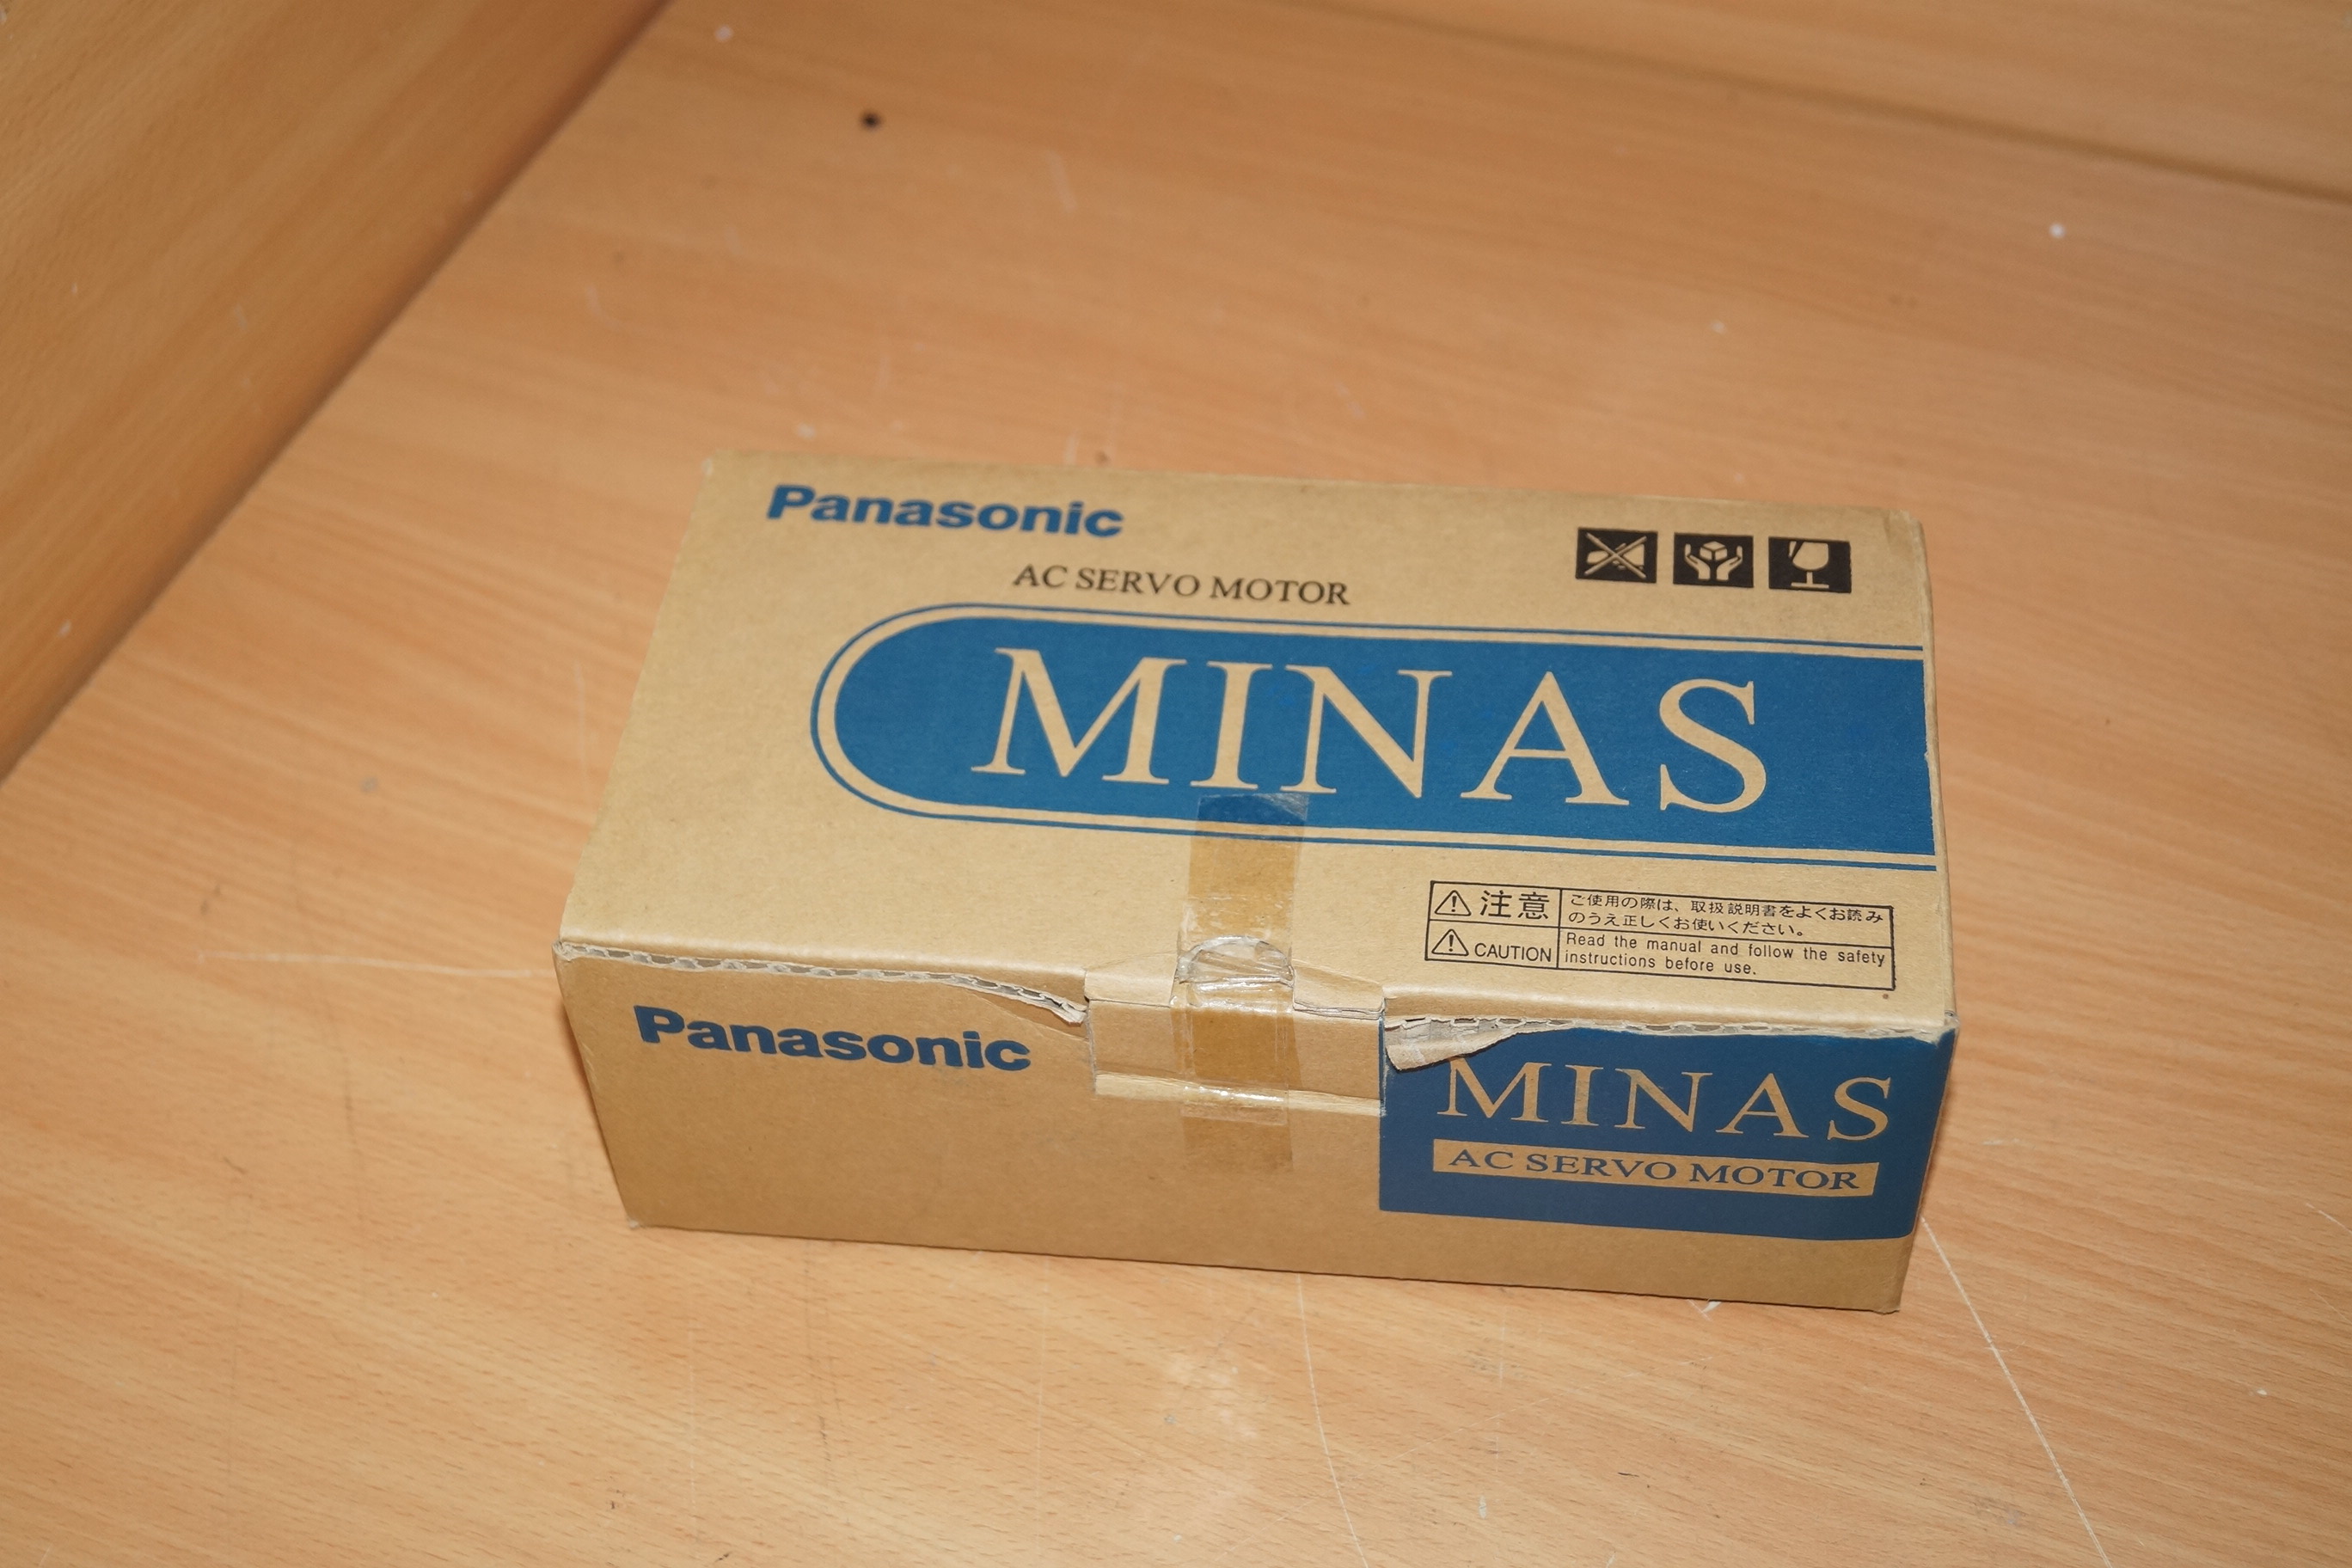 Panasonic
AC SERVO MOTOR
MINAS
注意
ご使用の際は、取扱説明書をよくお読み
のうえ正しくお使いください。
CAUTION
Read the manual and follow the safety
instructions before use.
Panasonic
MINAS
AC SERVO MOTOR